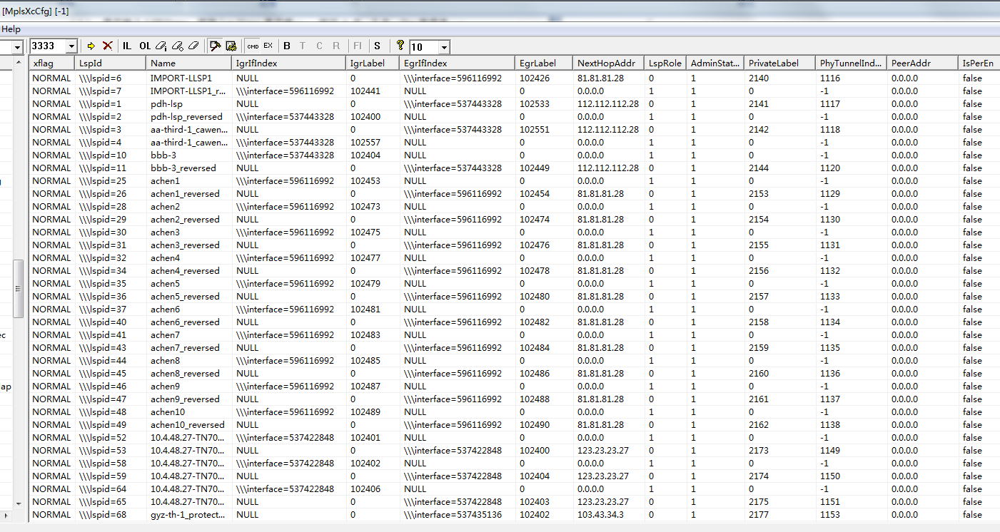 [MplsXcCfg] [-1]
Help
3333 IL OL CMD EX B T C R FI S ? 10
xflag LspId Name IgrIfIndex IgrLabel EgrIfIndex EgrLabel NextHopAddr LspRole AdminStat... PrivateLabel PhyTunnelInd... PeerAddr IsPerEn
NORMAL \\\lspid=6 IMPORT-LLSP1 NULL 0 \\\interface=596116992 102426 81.81.81.28 0 1 2140 1116 0.0.0.0 false
NORMAL \\\lspid=7 IMPORT-LLSP1_r... \\\interface=596116992 102441 NULL 0 0.0.0.0 1 1 0 -1 0.0.0.0 false
NORMAL \\\lspid=1 pdh-lsp NULL 0 \\\interface=537443328 102533 112.112.112.28 0 1 2141 1117 0.0.0.0 false
NORMAL \\\lspid=2 pdh-lsp_reversed \\\interface=537443328 102400 NULL 0 0.0.0.0 1 1 0 -1 0.0.0.0 false
NORMAL \\\lspid=3 aa-third-1_cawen... NULL 0 \\\interface=537443328 102551 112.112.112.28 0 1 2142 1118 0.0.0.0 false
NORMAL \\\lspid=4 aa-third-1_cawen... \\\interface=537443328 102557 NULL 0 0.0.0.0 1 1 0 -1 0.0.0.0 false
NORMAL \\\lspid=10 bbb-3 \\\interface=537443328 102404 NULL 0 0.0.0.0 1 1 0 -1 0.0.0.0 false
NORMAL \\\lspid=11 bbb-3_reversed NULL 0 \\\interface=537443328 102449 112.112.112.28 0 1 2144 1120 0.0.0.0 false
NORMAL \\\lspid=25 achen1 \\\interface=596116992 102453 NULL 0 0.0.0.0 1 1 0 -1 0.0.0.0 false
NORMAL \\\lspid=26 achen1_reversed NULL 0 \\\interface=596116992 102454 81.81.81.28 0 1 2153 1129 0.0.0.0 false
NORMAL \\\lspid=28 achen2 \\\interface=596116992 102473 NULL 0 0.0.0.0 1 1 0 -1 0.0.0.0 false
NORMAL \\\lspid=29 achen2_reversed NULL 0 \\\interface=596116992 102474 81.81.81.28 0 1 2154 1130 0.0.0.0 false
NORMAL \\\lspid=30 achen3 \\\interface=596116992 102475 NULL 0 0.0.0.0 1 1 0 -1 0.0.0.0 false
NORMAL \\\lspid=31 achen3_reversed NULL 0 \\\interface=596116992 102476 81.81.81.28 0 1 2155 1131 0.0.0.0 false
NORMAL \\\lspid=32 achen4 \\\interface=596116992 102477 NULL 0 0.0.0.0 1 1 0 -1 0.0.0.0 false
NORMAL \\\lspid=34 achen4_reversed NULL 0 \\\interface=596116992 102478 81.81.81.28 0 1 2156 1132 0.0.0.0 false
NORMAL \\\lspid=35 achen5 \\\interface=596116992 102479 NULL 0 0.0.0.0 1 1 0 -1 0.0.0.0 false
NORMAL \\\lspid=36 achen5_reversed NULL 0 \\\interface=596116992 102480 81.81.81.28 0 1 2157 1133 0.0.0.0 false
NORMAL \\\lspid=37 achen6 \\\interface=596116992 102481 NULL 0 0.0.0.0 1 1 0 -1 0.0.0.0 false
NORMAL \\\lspid=40 achen6_reversed NULL 0 \\\interface=596116992 102482 81.81.81.28 0 1 2158 1134 0.0.0.0 false
ec NORMAL \\\lspid=41 achen7 \\\interface=596116992 102483 NULL 0 0.0.0.0 1 1 0 -1 0.0.0.0 false
NORMAL \\\lspid=43 achen7_reversed NULL 0 \\\interface=596116992 102484 81.81.81.28 0 1 2159 1135 0.0.0.0 false
NORMAL \\\lspid=44 achen8 \\\interface=596116992 102485 NULL 0 0.0.0.0 1 1 0 -1 0.0.0.0 false
NORMAL \\\lspid=45 achen8_reversed NULL 0 \\\interface=596116992 102486 81.81.81.28 0 1 2160 1136 0.0.0.0 false
ap NORMAL \\\lspid=46 achen9 \\\interface=596116992 102487 NULL 0 0.0.0.0 1 1 0 -1 0.0.0.0 false
NORMAL \\\lspid=47 achen9_reversed NULL 0 \\\interface=596116992 102488 81.81.81.28 0 1 2161 1137 0.0.0.0 false
NORMAL \\\lspid=48 achen10 \\\interface=596116992 102489 NULL 0 0.0.0.0 1 1 0 -1 0.0.0.0 false
NORMAL \\\lspid=49 achen10_reversed NULL 0 \\\interface=596116992 102490 81.81.81.28 0 1 2162 1138 0.0.0.0 false
NORMAL \\\lspid=52 10.4.48.27-TN70... \\\interface=537422848 102401 NULL 0 0.0.0.0 1 1 0 -1 0.0.0.0 false
NORMAL \\\lspid=53 10.4.48.27-TN70... NULL 0 \\\interface=537422848 102400 123.23.23.27 0 1 2173 1149 0.0.0.0 false
NORMAL \\\lspid=58 10.4.48.27-TN70... \\\interface=537422848 102402 NULL 0 0.0.0.0 1 1 0 -1 0.0.0.0 false
NORMAL \\\lspid=59 10.4.48.27-TN70... NULL 0 \\\interface=537422848 102404 123.23.23.27 0 1 2174 1150 0.0.0.0 false
NORMAL \\\lspid=64 10.4.48.27-TN70... \\\interface=537422848 102406 NULL 0 0.0.0.0 1 1 0 -1 0.0.0.0 false
NORMAL \\\lspid=65 10.4.48.27-TN70... NULL 0 \\\interface=537422848 102403 123.23.23.27 0 1 2175 1151 0.0.0.0 false
NORMAL \\\lspid=68 gyz-th-1_protect... NULL 0 \\\interface=537435136 102402 103.43.34.3 0 1 2177 1153 0.0.0.0 false